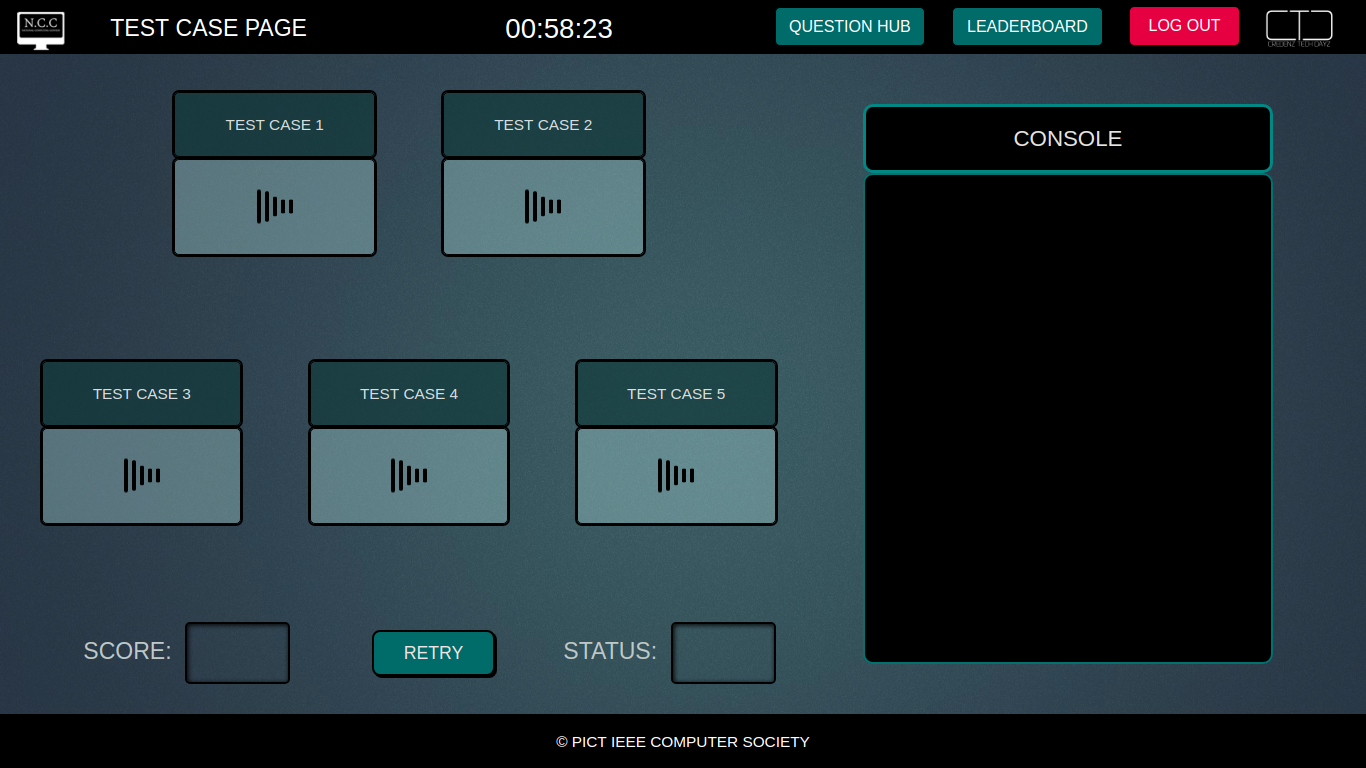 N.C.C
TEST CASE PAGE
00:58:23
QUESTION HUB
LEADERBOARD
LOG OUT
CREDENZ TECH DAYZ
TEST CASE 1
TEST CASE 2
CONSOLE
TEST CASE 3
TEST CASE 4
TEST CASE 5
SCORE:
RETRY
STATUS:
© PICT IEEE COMPUTER SOCIETY